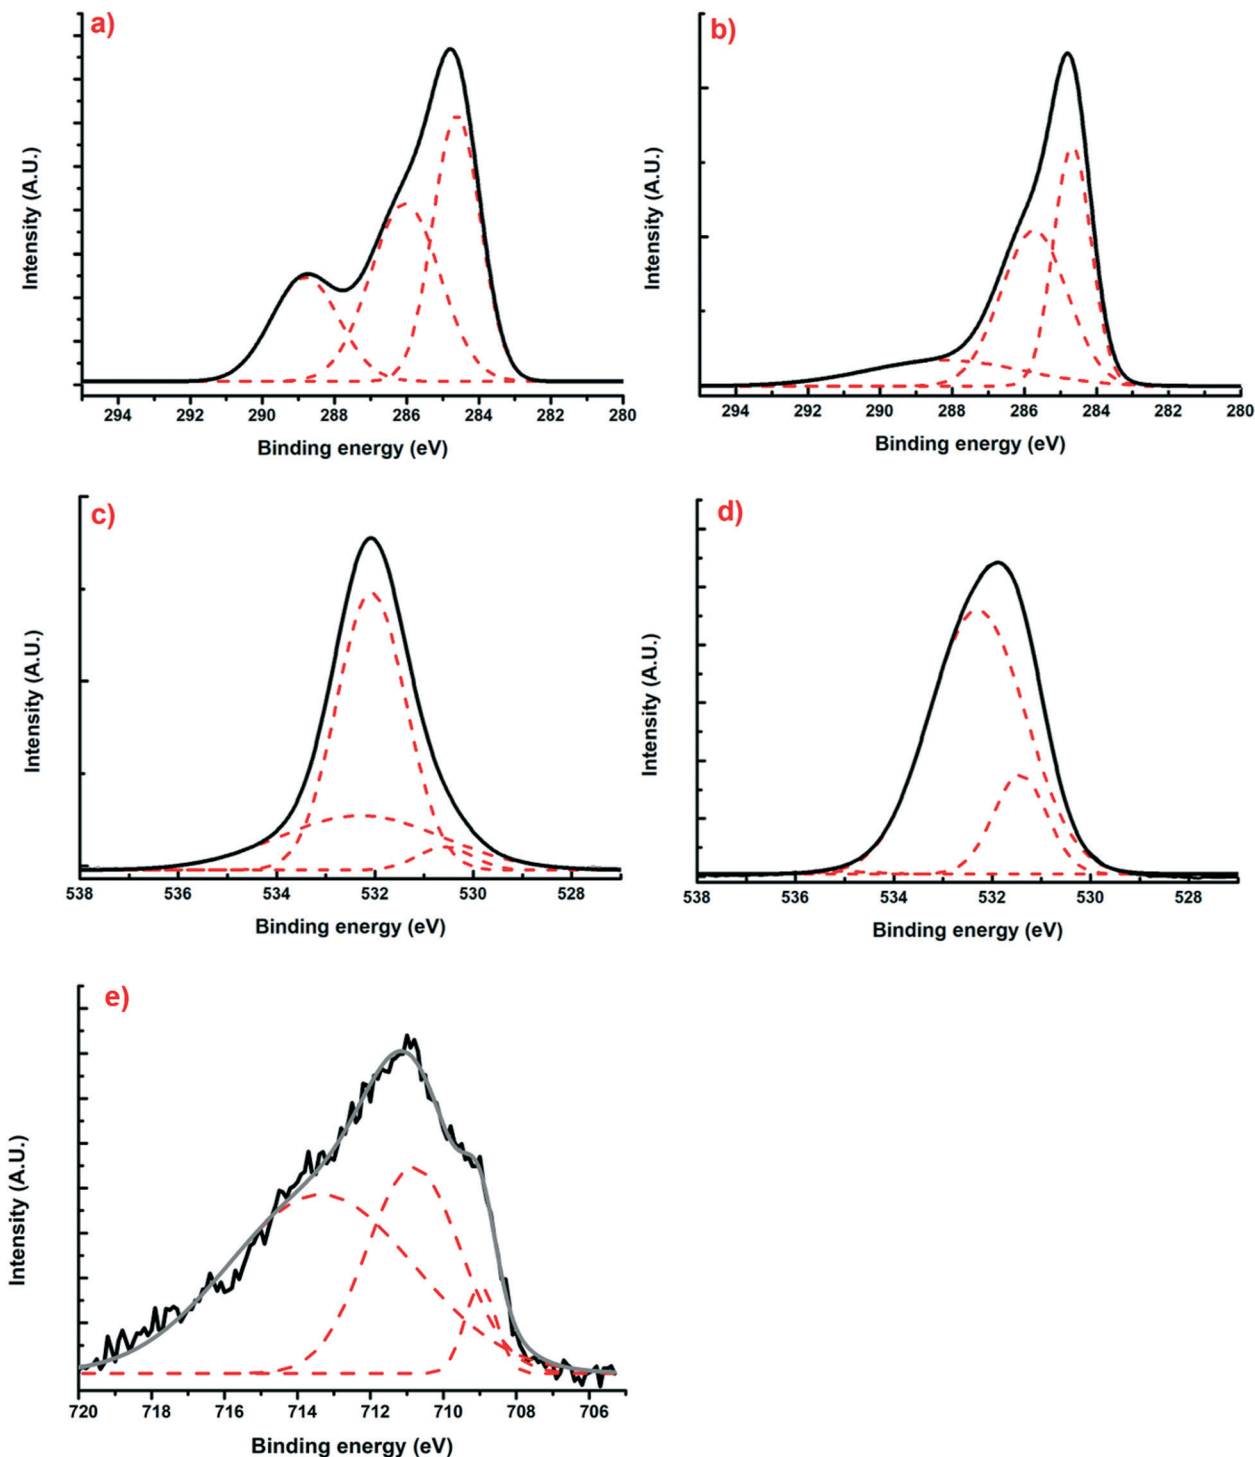 a)
Intensity (A.U.)
294 292 290 288 286 284 282 280
Binding energy (eV)
b)
Intensity (A.U.)
294 292 290 288 286 284 282 280
Binding energy (eV)
c)
Intensity (A.U.)
538 536 534 532 530 528
Binding energy (eV)
d)
Intensity (A.U.)
538 536 534 532 530 528
Binding energy (eV)
e)
Intensity (A.U.)
720 718 716 714 712 710 708 706
Binding energy (eV)